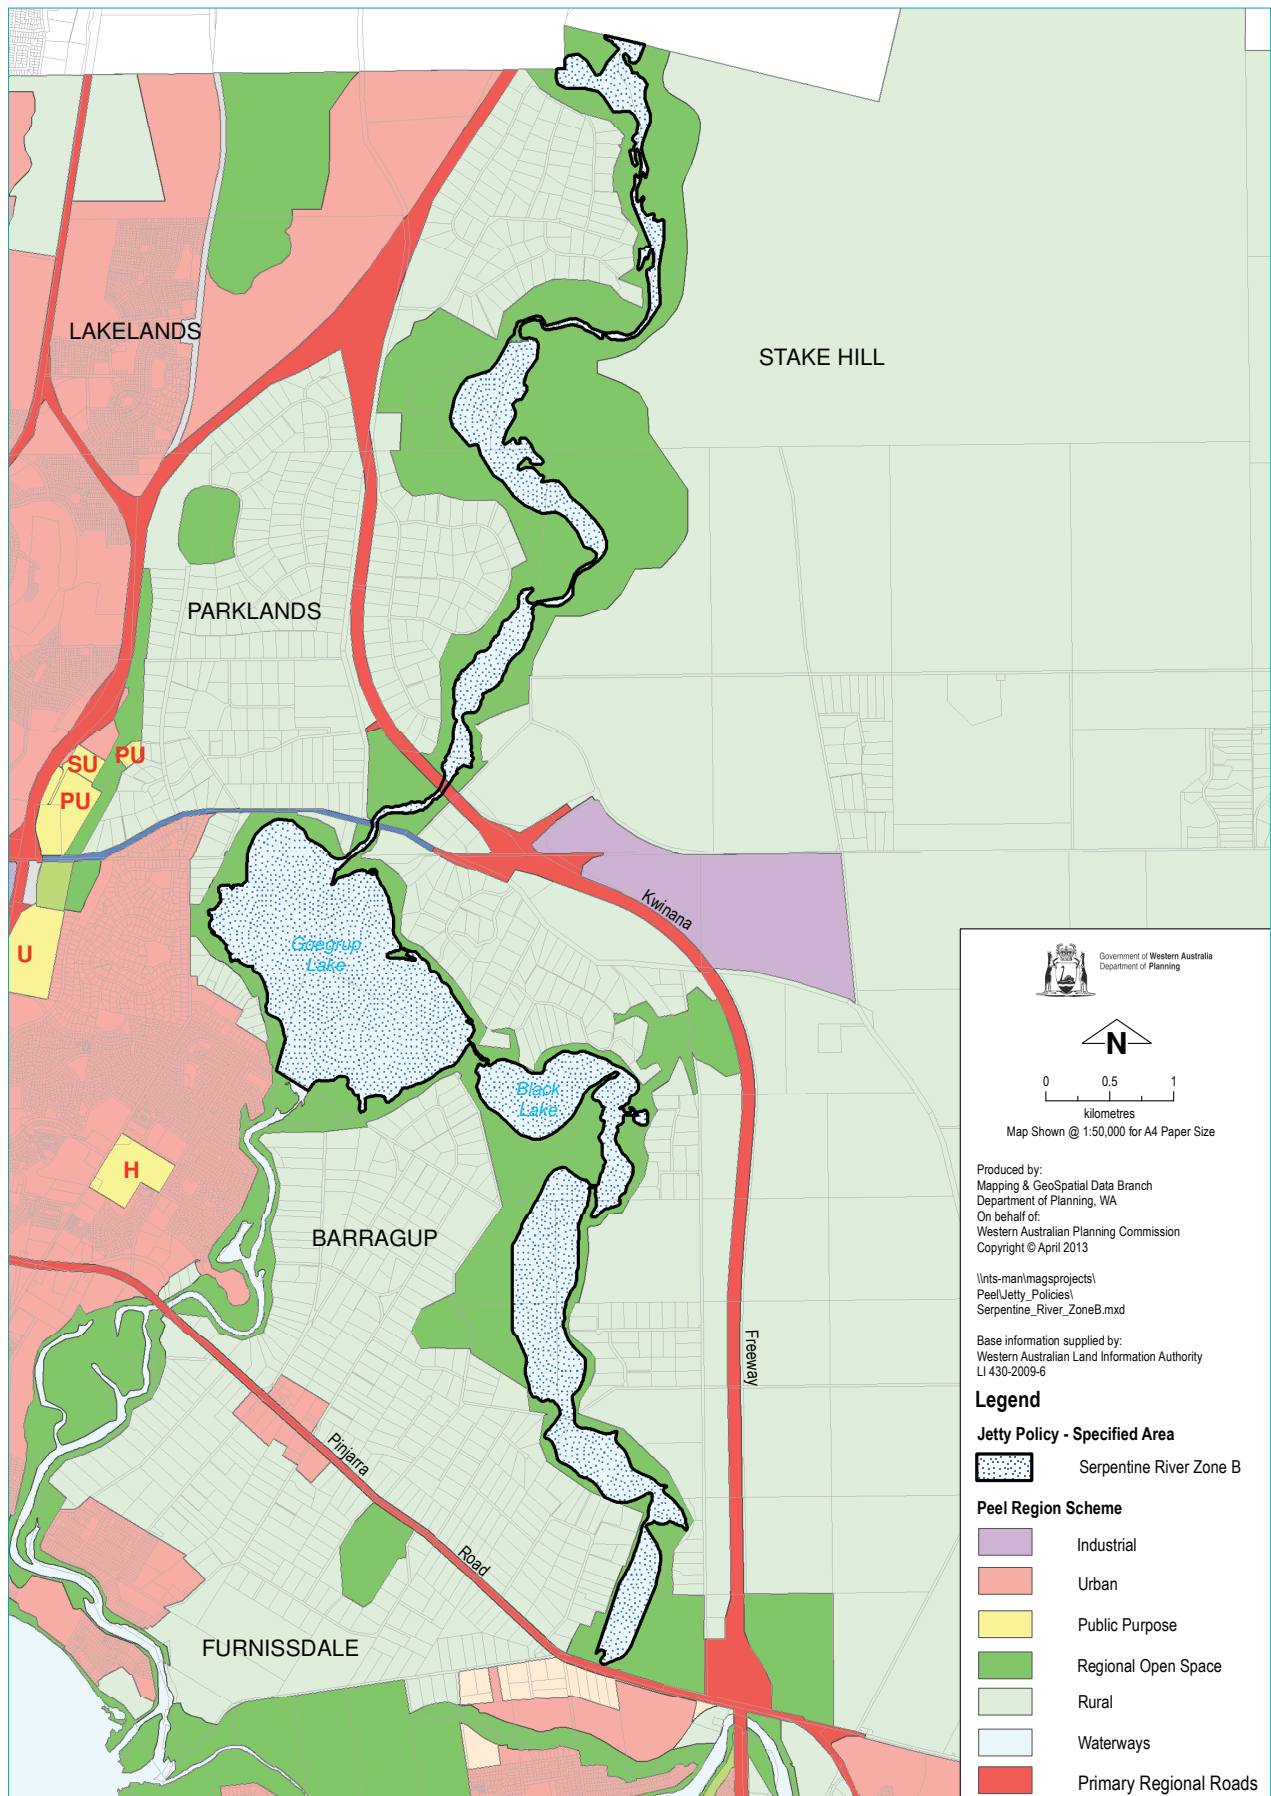 LAKELANDS
STAKE HILL
PARKLANDS
SU
PU
PU
U
H
Goegrup
Lake
Kwinana
Black
Lake
BARRAGUP
Freeway
Pinjarra
Road
FURNISSDALE
Government of Western Australia
Department of Planning
N
0 0.5 1
kilometres
Map Shown @ 1:50,000 for A4 Paper Size
Produced by:
Mapping & GeoSpatial Data Branch
Department of Planning, WA
On behalf of:
Western Australian Planning Commission
Copyright © April 2013
\\nts-man\magsprojects\
Peel\Jetty_Policies\
Serpentine_River_ZoneB.mxd
Base information supplied by:
Western Australian Land Information Authority
LI 430-2009-6
Legend
Jetty Policy - Specified Area
Serpentine River Zone B
Peel Region Scheme
Industrial
Urban
Public Purpose
Regional Open Space
Rural
Waterways
Primary Regional Roads